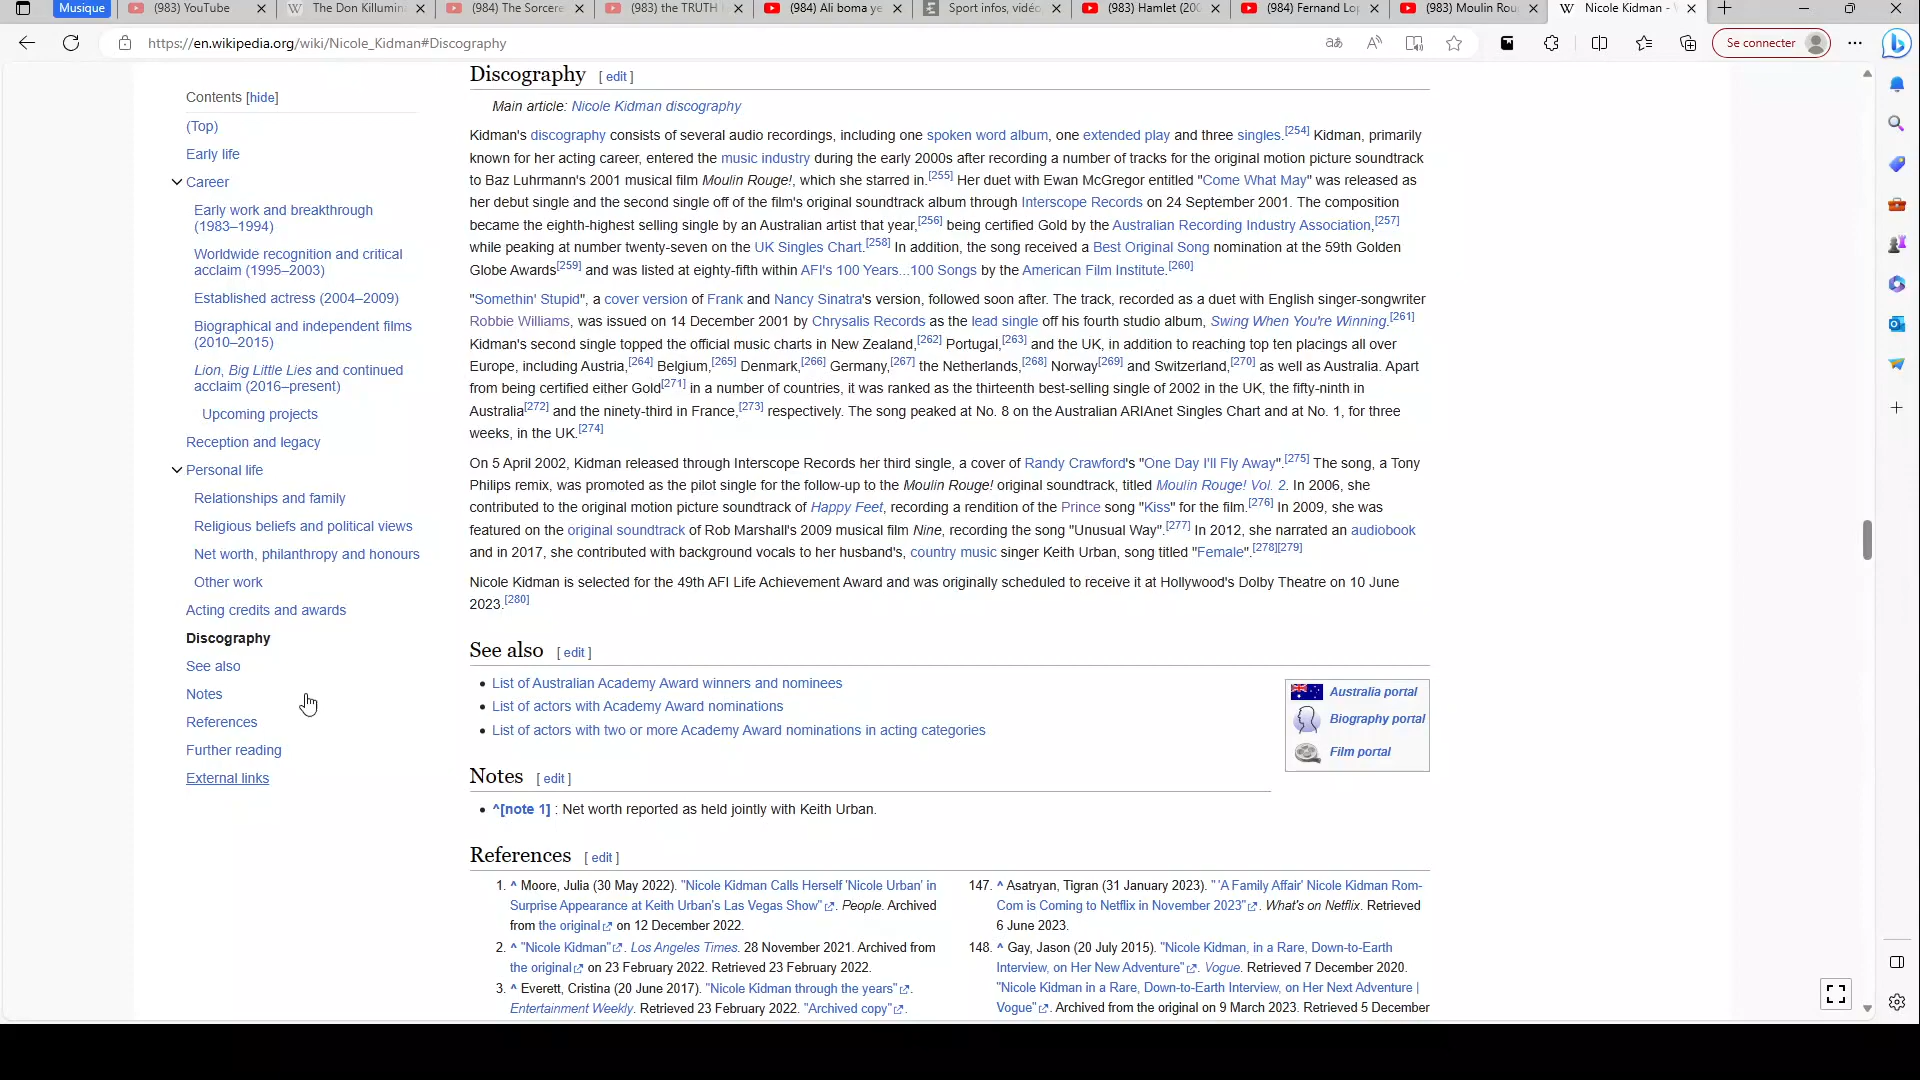 Musique
(983) YouTube
The Don Killumina
(984) The Sorcere
(983) the TRUTH
(984) Ali boma ye
Sport infos, vidéo,
(983) Hamlet (200
(984) Fernand Lop
(983) Moulin Rou
Nicole Kidman -
https://en.wikipedia.org/wiki/Nicole_Kidman#Discography
Se connecter
Contents [hide]
(Top)
Early life
Career
Early work and breakthrough
(1983–1994)
Worldwide recognition and critical
acclaim (1995–2003)
Established actress (2004–2009)
Biographical and independent films
(2010–2015)
Lion, Big Little Lies and continued
acclaim (2016–present)
Upcoming projects
Reception and legacy
Personal life
Relationships and family
Religious beliefs and political views
Net worth, philanthropy and honours
Other work
Acting credits and awards
Discography
See also
Notes
References
Further reading
External links
Discography [ edit ]
Main article: Nicole Kidman discography
Kidman's discography consists of several audio recordings, including one spoken word album, one extended play and three singles.[254] Kidman, primarily
known for her acting career, entered the music industry during the early 2000s after recording a number of tracks for the original motion picture soundtrack
to Baz Luhrmann's 2001 musical film Moulin Rouge!, which she starred in.[255] Her duet with Ewan McGregor entitled "Come What May" was released as
her debut single and the second single off of the film's original soundtrack album through Interscope Records on 24 September 2001. The composition
became the eighth-highest selling single by an Australian artist that year,[256] being certified Gold by the Australian Recording Industry Association,[257]
while peaking at number twenty-seven on the UK Singles Chart.[258] In addition, the song received a Best Original Song nomination at the 59th Golden
Globe Awards[259] and was listed at eighty-fifth within AFI's 100 Years...100 Songs by the American Film Institute.[260]
"Somethin' Stupid", a cover version of Frank and Nancy Sinatra's version, followed soon after. The track, recorded as a duet with English singer-songwriter
Robbie Williams, was issued on 14 December 2001 by Chrysalis Records as the lead single off his fourth studio album, Swing When You're Winning.[261]
Kidman's second single topped the official music charts in New Zealand,[262] Portugal,[263] and the UK, in addition to reaching top ten placings all over
Europe, including Austria,[264] Belgium,[265] Denmark,[266] Germany,[267] the Netherlands,[268] Norway[269] and Switzerland,[270] as well as Australia. Apart
from being certified either Gold[271] in a number of countries, it was ranked as the thirteenth best-selling single of 2002 in the UK, the fifty-ninth in
Australia[272] and the ninety-third in France,[273] respectively. The song peaked at No. 8 on the Australian ARIAnet Singles Chart and at No. 1, for three
weeks, in the UK.[274]
On 5 April 2002, Kidman released through Interscope Records her third single, a cover of Randy Crawford's "One Day I'll Fly Away".[275] The song, a Tony
Philips remix, was promoted as the pilot single for the follow-up to the Moulin Rouge! original soundtrack, titled Moulin Rouge! Vol. 2. In 2006, she
contributed to the original motion picture soundtrack of Happy Feet, recording a rendition of the Prince song "Kiss" for the film.[276] In 2009, she was
featured on the original soundtrack of Rob Marshall's 2009 musical film Nine, recording the song "Unusual Way".[277] In 2012, she narrated an audiobook
and in 2017, she contributed with background vocals to her husband's, country music singer Keith Urban, song titled "Female".[278][279]
Nicole Kidman is selected for the 49th AFI Life Achievement Award and was originally scheduled to receive it at Hollywood's Dolby Theatre on 10 June
2023.[280]
See also [ edit ]
• List of Australian Academy Award winners and nominees
• List of actors with Academy Award nominations
• List of actors with two or more Academy Award nominations in acting categories
Australia portal
Biography portal
Film portal
Notes [ edit ]
• ^[note 1] : Net worth reported as held jointly with Keith Urban.
References [ edit ]
1. ^ Moore, Julia (30 May 2022). "Nicole Kidman Calls Herself 'Nicole Urban' in
Surprise Appearance at Keith Urban's Las Vegas Show". People. Archived
from the original on 12 December 2022.
2. ^ "Nicole Kidman". Los Angeles Times. 28 November 2021. Archived from
the original on 23 February 2022. Retrieved 23 February 2022.
3. ^ Everett, Cristina (20 June 2017). "Nicole Kidman through the years".
Entertainment Weekly. Retrieved 23 February 2022. "Archived copy".
147. ^ Asatryan, Tigran (31 January 2023). "'A Family Affair' Nicole Kidman Rom-
Com is Coming to Netflix in November 2023". What's on Netflix. Retrieved
6 June 2023.
148. ^ Gay, Jason (20 July 2015). "Nicole Kidman, in a Rare, Down-to-Earth
Interview, on Her New Adventure". Vogue. Retrieved 7 December 2020.
"Nicole Kidman in a Rare, Down-to-Earth Interview, on Her Next Adventure |
Vogue". Archived from the original on 9 March 2023. Retrieved 5 December